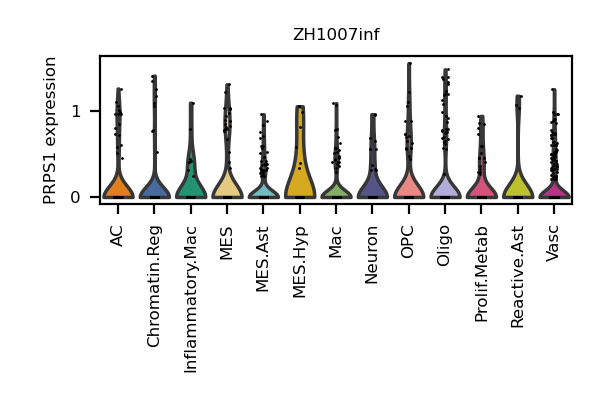 ZH1007inf
PRPS1 expression
1
0
AC
Chromatin.Reg
Inflammatory.Mac
MES
MES.Ast
MES.Hyp
Mac
Neuron
OPC
Oligo
Prolif.Metab
Reactive.Ast
Vasc